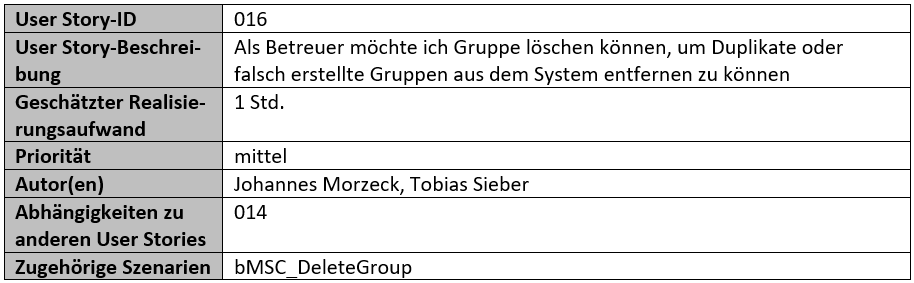 User Story-ID 016
User Story-Beschrei- Als Betreuer möchte ich Gruppe löschen können, um Duplikate oder
bung falsch erstellte Gruppen aus dem System entfernen zu können
Geschätzter Realisie- 1 Std.
rungsaufwand
Priorität mittel
Autor(en) Johannes Morzeck, Tobias Sieber
Abhängigkeiten zu 014
anderen User Stories
Zugehörige Szenarien bMSC_DeleteGroup